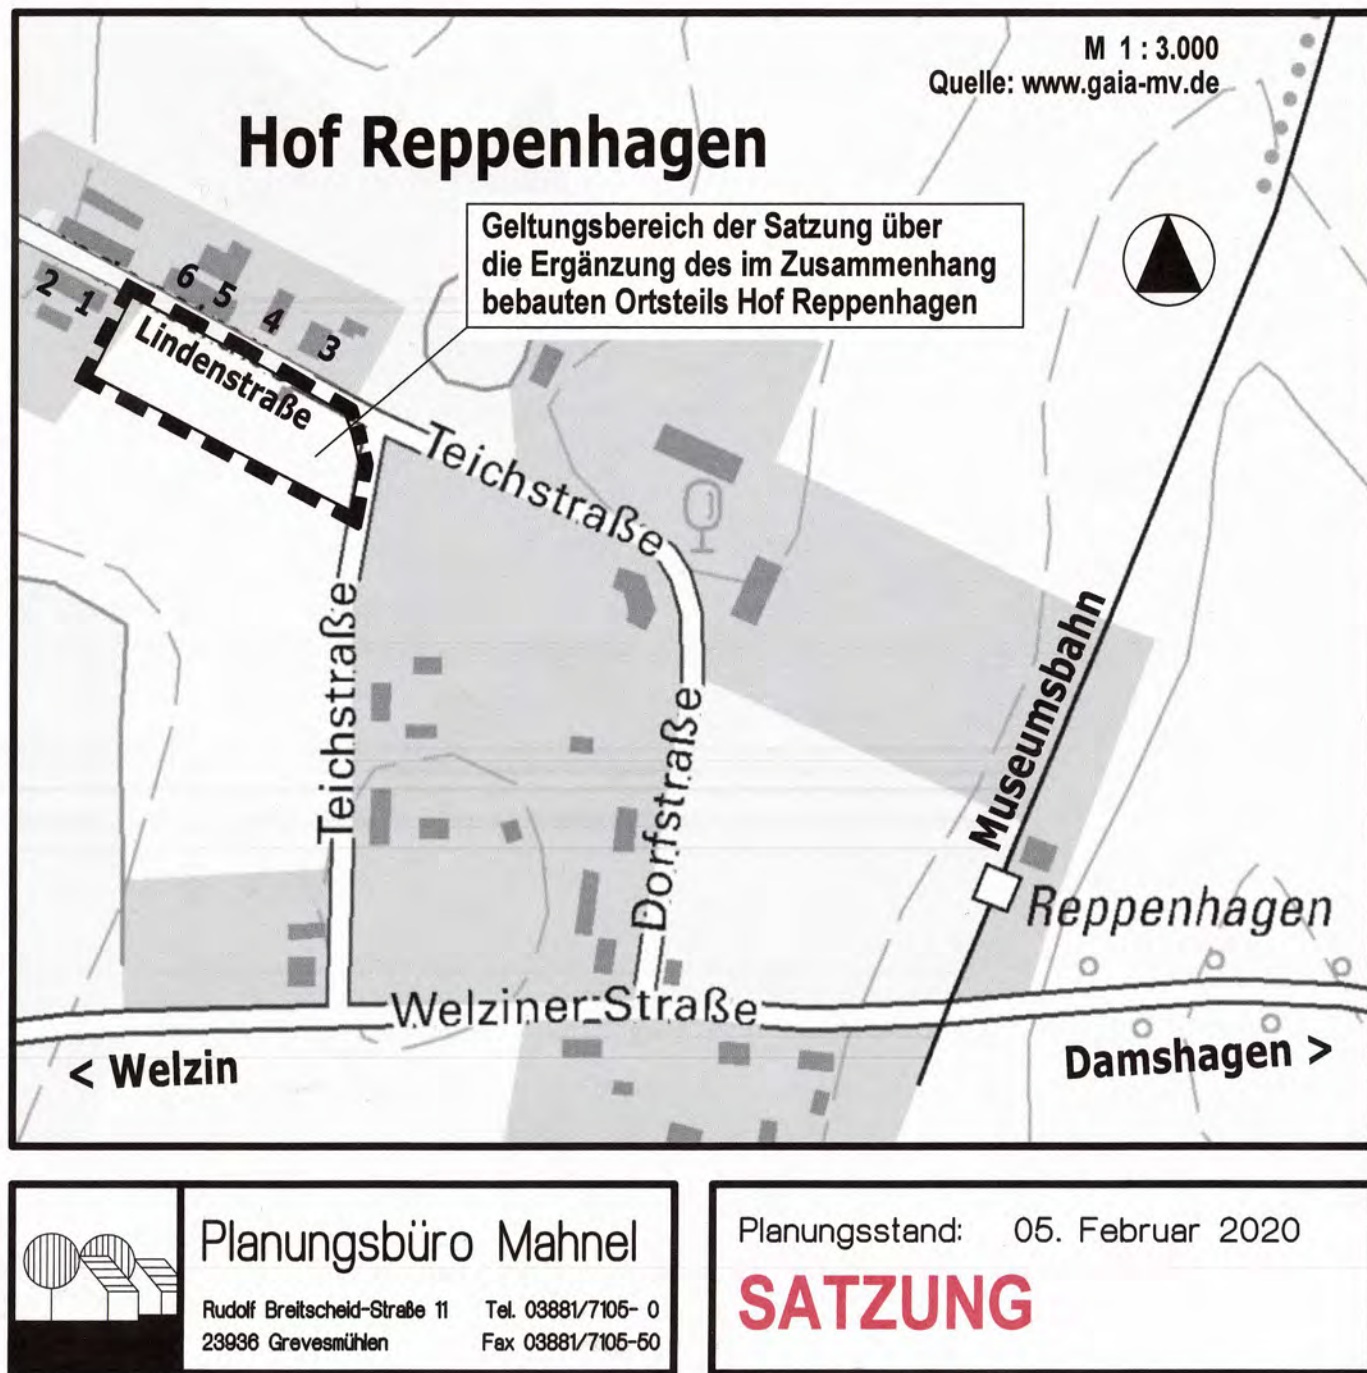 M 1 : 3.000
Quelle: www.gaia-mv.de
Hof Reppenhagen
Geltungsbereich der Satzung über
die Ergänzung des im Zusammenhang
bebauten Ortsteils Hof Reppenhagen
2 1
6 5
4
3
Lindenstraße
Teichstraße
Teichstraße
Dorfstraße
Museumsbahn
Reppenhagen
Welziner Straße
< Welzin
Damshagen >
Planungsbüro Mahnel
Rudolf Breitscheid-Straße 11 Tel. 03881/7105- 0
23936 Grevesmühlen Fax 03881/7105-50
Planungsstand: 05. Februar 2020
SATZUNG